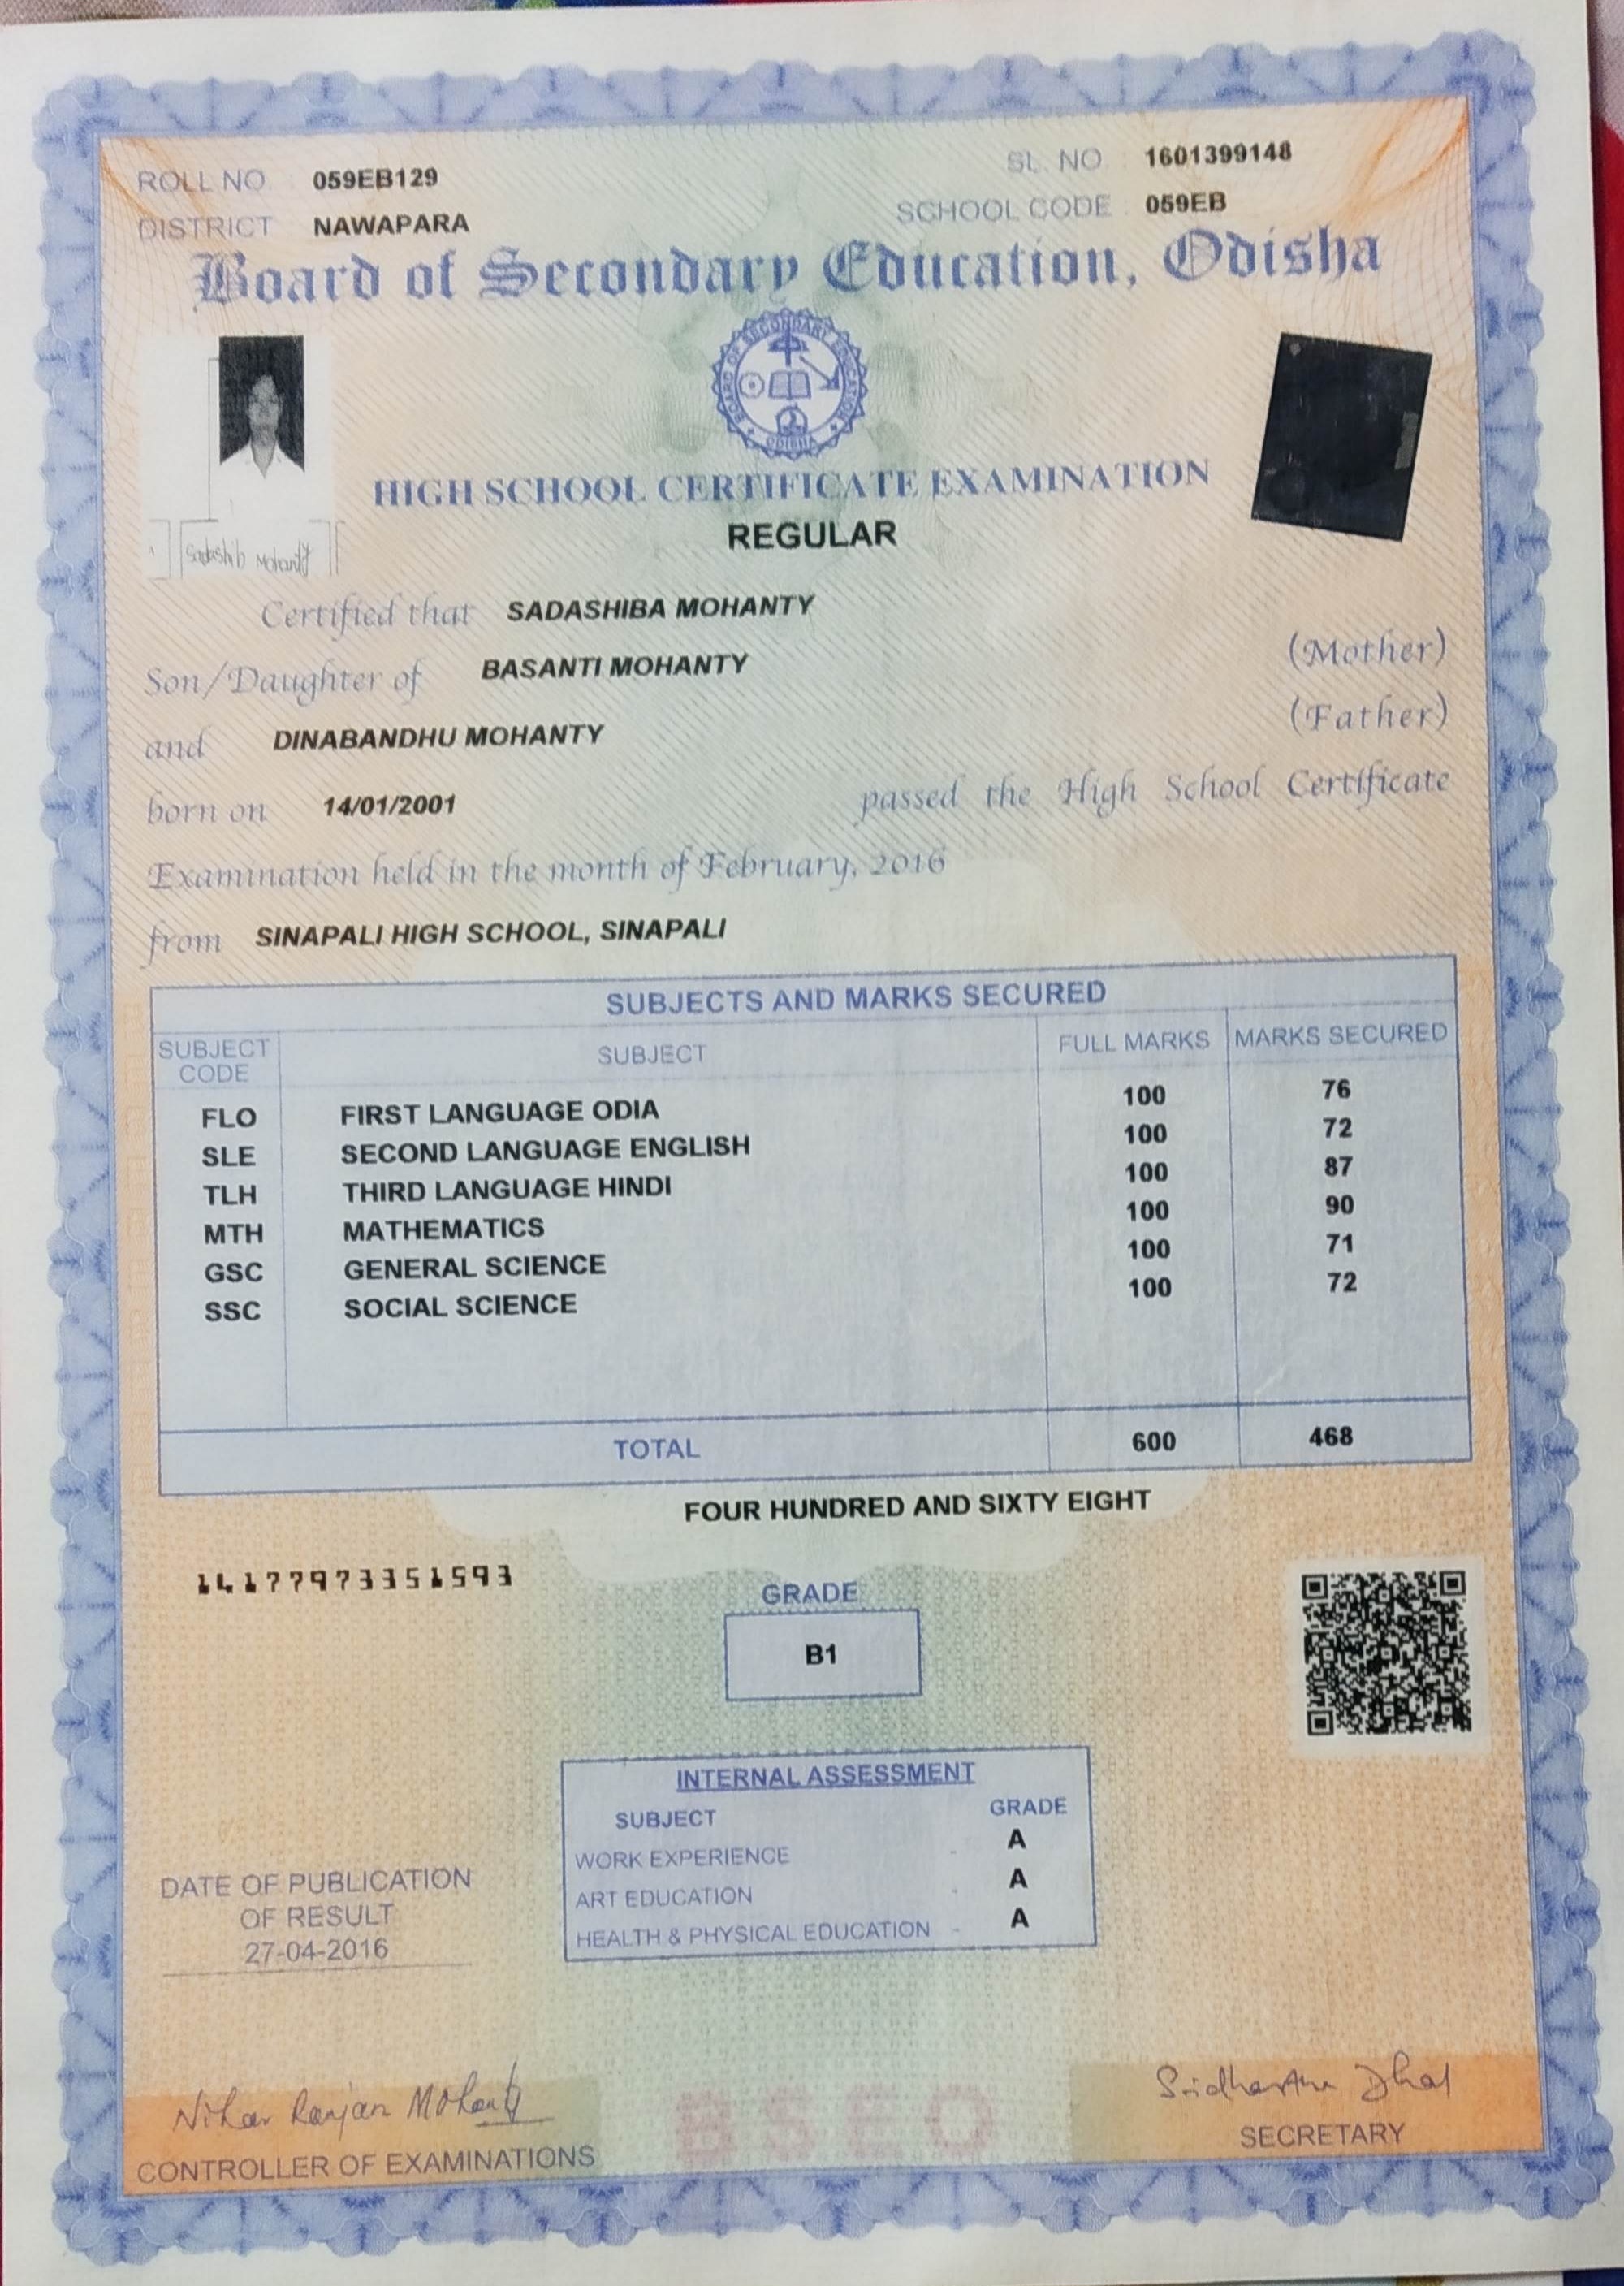 ROLL NO. 059EB129
SL. NO. 1601399148
DISTRICT NAWAPARA
SCHOOL CODE 059EB
Board of Secondary Education, Odisha
BOARD OF SECONDARY EDUCATION
ODISHA
HIGH SCHOOL CERTIFICATE EXAMINATION
REGULAR
Sadashib Mohanty
Certified that SADASHIBA MOHANTY
Son/Daughter of BASANTI MOHANTY (Mother)
and DINABANDHU MOHANTY (Father)
born on 14/01/2001 passed the High School Certificate
Examination held in the month of February, 2016
from SINAPALI HIGH SCHOOL, SINAPALI
SUBJECTS AND MARKS SECURED
SUBJECT CODE SUBJECT FULL MARKS MARKS SECURED
FLO FIRST LANGUAGE ODIA 100 76
SLE SECOND LANGUAGE ENGLISH 100 72
TLH THIRD LANGUAGE HINDI 100 87
MTH MATHEMATICS 100 90
GSC GENERAL SCIENCE 100 71
SSC SOCIAL SCIENCE 100 72
TOTAL 600 468
FOUR HUNDRED AND SIXTY EIGHT
14177973351593
GRADE
B1
INTERNAL ASSESSMENT
SUBJECT GRADE
WORK EXPERIENCE - A
ART EDUCATION - A
HEALTH & PHYSICAL EDUCATION - A
DATE OF PUBLICATION
OF RESULT
27-04-2016
Nihar Ranjan Mohanty
CONTROLLER OF EXAMINATIONS
BSEO
Sridhartha Dhal
SECRETARY